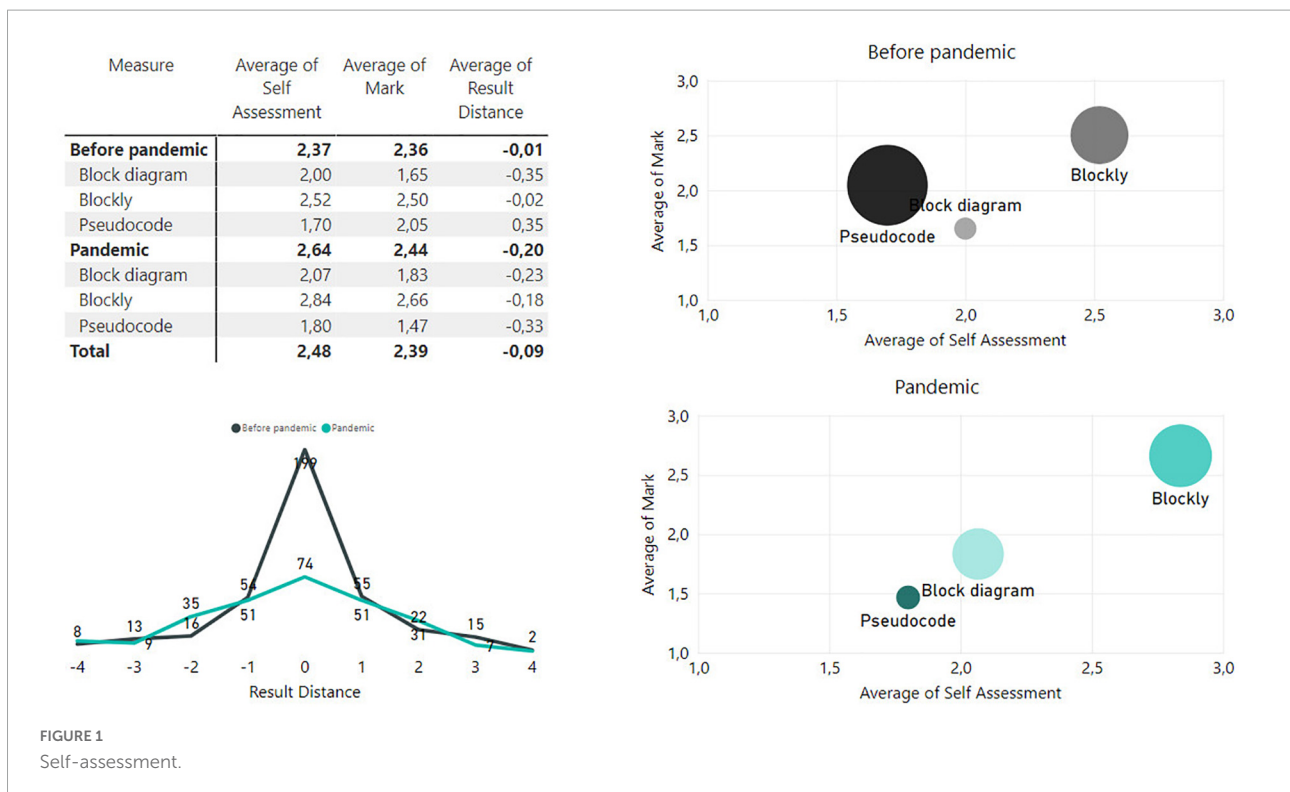 Measure Average of Self Assessment Average of Mark Average of Result Distance
Before pandemic 2,37 2,36 -0,01
Block diagram 2,00 1,65 -0,35
Blockly 2,52 2,50 -0,02
Pseudocode 1,70 2,05 0,35
Pandemic 2,64 2,44 -0,20
Block diagram 2,07 1,83 -0,23
Blockly 2,84 2,66 -0,18
Pseudocode 1,80 1,47 -0,33
Total 2,48 2,39 -0,09
Before pandemic
Average of Mark
3,0
2,5
2,0
1,5
1,0
Blockly
Block diagram
Pseudocode
1,0 1,5 2,0 2,5 3,0
Average of Self Assessment
Before pandemic Pandemic
199
74
54 55
51 51
35 22
8 13 16 31 15 2
9 7
-4 -3 -2 -1 0 1 2 3 4
Result Distance
Pandemic
Average of Mark
3,0
2,5
2,0
1,5
1,0
Blockly
Block diagram
Pseudocode
1,0 1,5 2,0 2,5 3,0
Average of Self Assessment
FIGURE 1
Self-assessment.